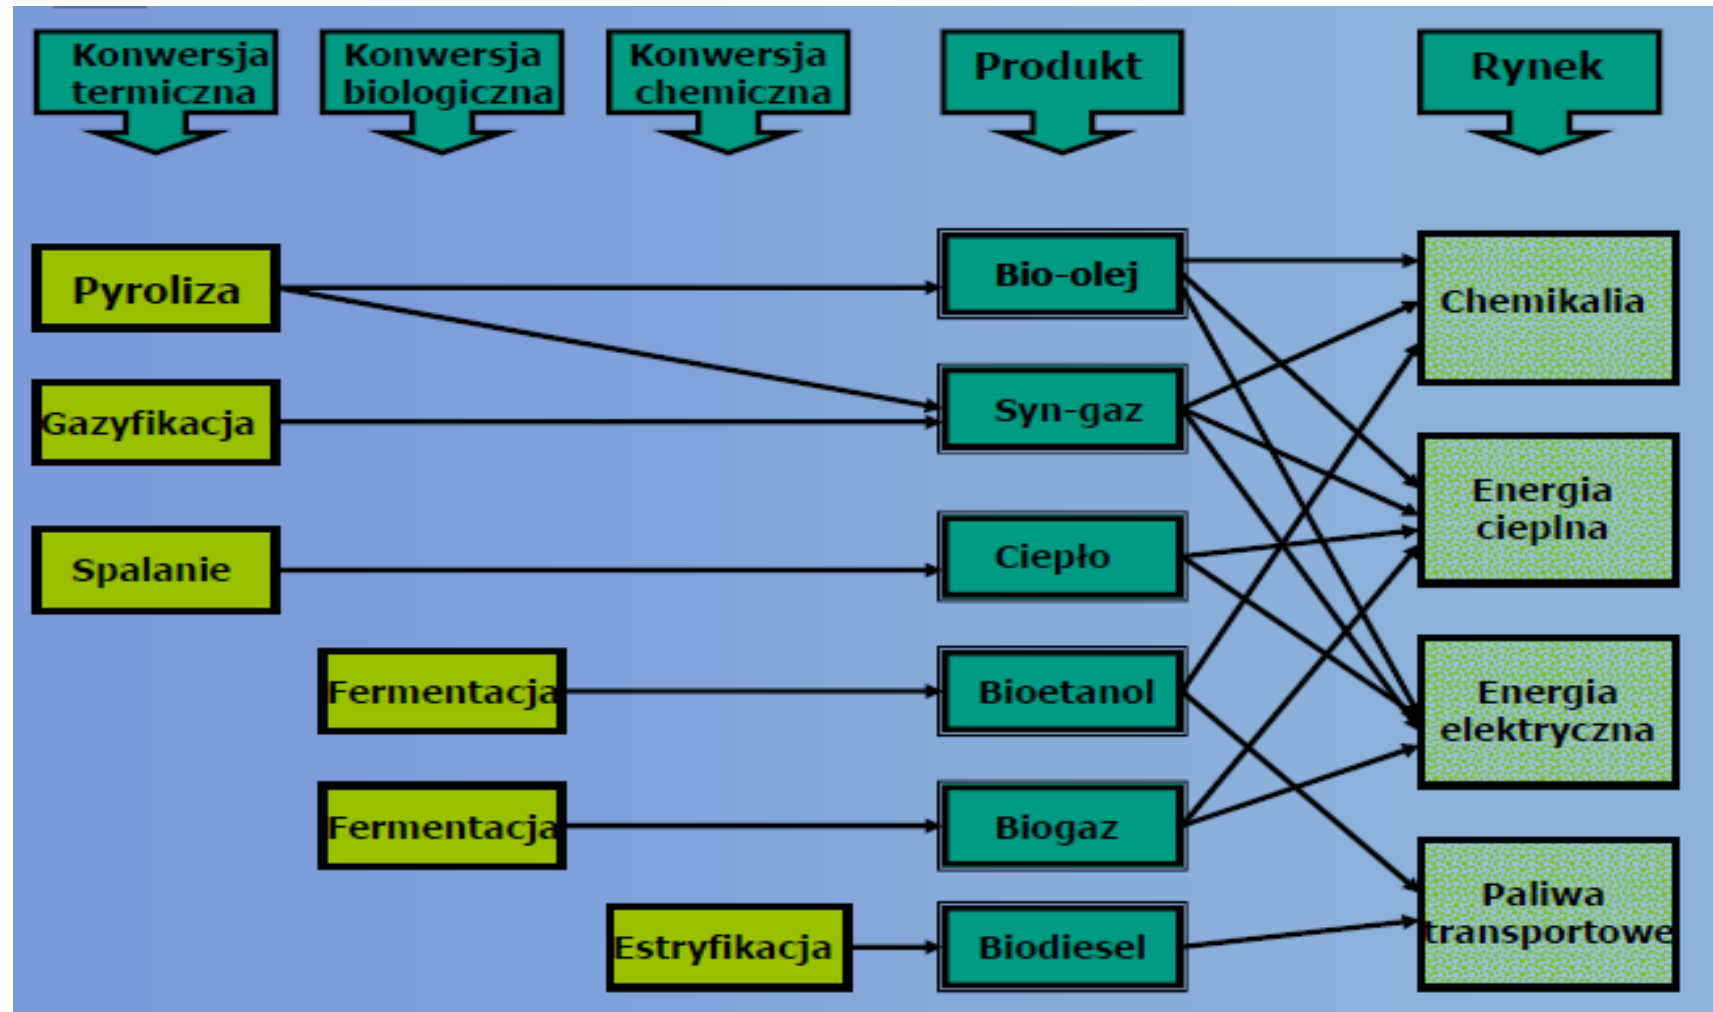 Konwersja
termiczna
Konwersja
biologiczna
Konwersja
chemiczna
Produkt
Rynek
Pyroliza
Bio-olej
Chemikalia
Gazyfikacja
Syn-gaz
Energia
cieplna
Spalanie
Ciepło
Fermentacja
Bioetanol
Energia
elektryczna
Fermentacja
Biogaz
Paliwa
transportowe
Estryfikacja
Biodiesel